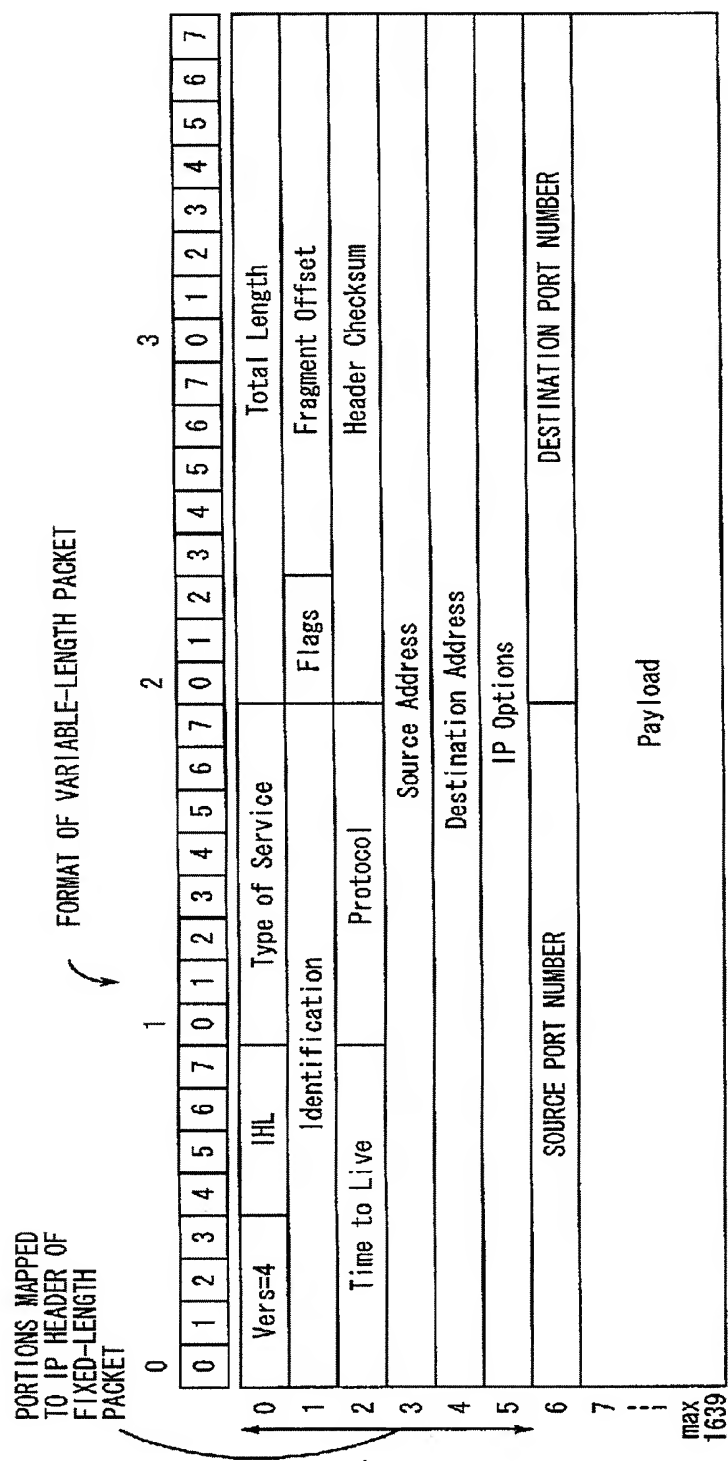 FORMAT OF VARIABLE-LENGTH PACKET
PORTIONS MAPPED
TO IP HEADER OF
FIXED-LENGTH
PACKET
0 1 2 3
0 1 2 3 4 5 6 7 0 1 2 3 4 5 6 7 0 1 2 3 4 5 6 7 0 1 2 3 4 5 6 7
0 Vers=4 IHL Type of Service Total Length
1 Identification Flags Fragment Offset
2 Time to Live Protocol Header Checksum
3 Source Address
4 Destination Address
5 IP Options
6 SOURCE PORT NUMBER DESTINATION PORT NUMBER
7 Payload
max
1639